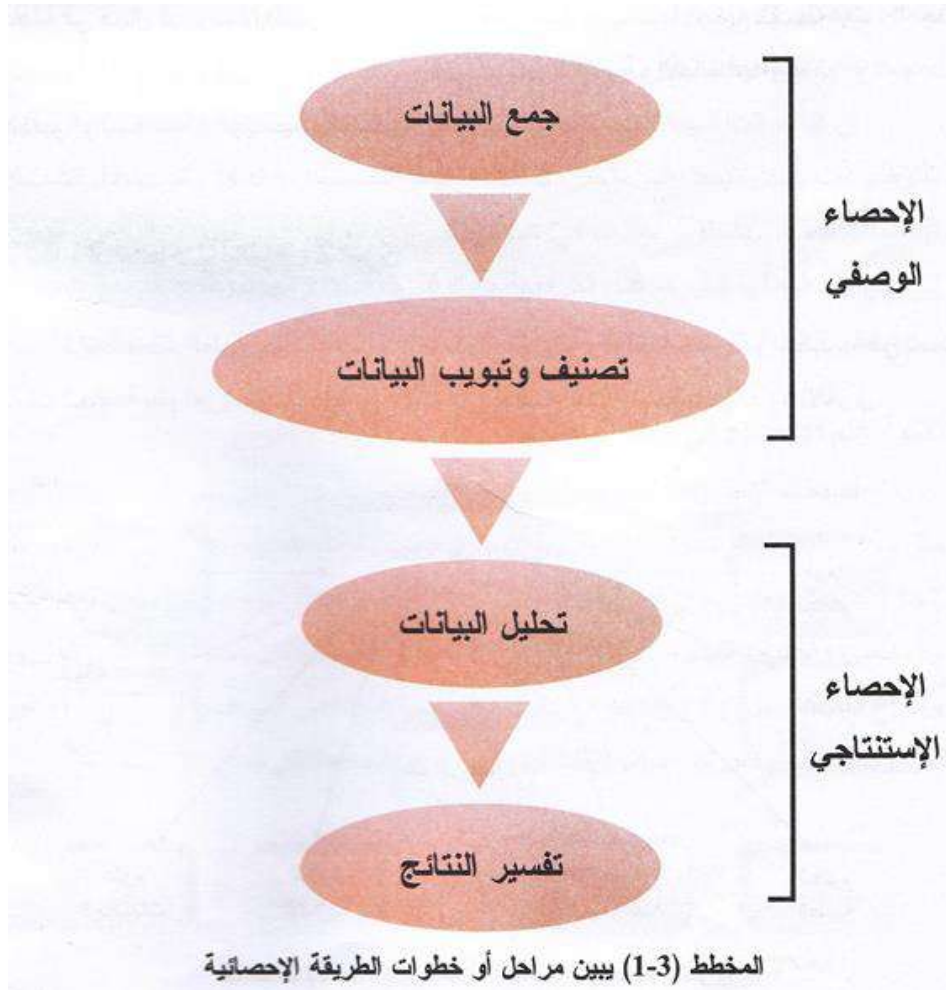 جمع البيانات
الإحصاء
الوصفي
تصنيف وتبويب البيانات
تحليل البيانات
الإحصاء
الإستنتاجي
تفسير النتائج
المخطط (3-1) يبين مراحل أو خطوات الطريقة الإحصائية